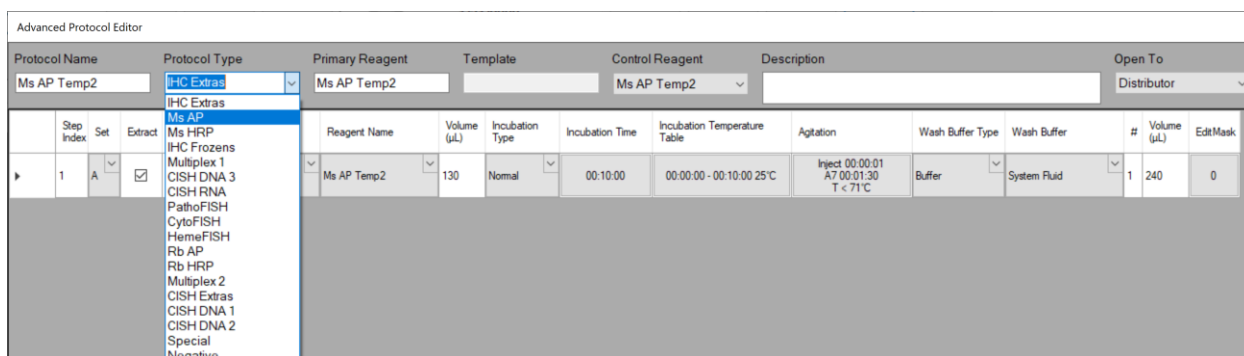 Advanced Protocol Editor
Protocol Name Protocol Type Primary Reagent Template Control Reagent Description Open To
Ms AP Temp2 IHC Extras Ms AP Temp2 Ms AP Temp2 Distributor
Step Index Set Extract Reagent Name Volume (µL) Incubation Type Incubation Time Incubation Temperature Table Agitation Wash Buffer Type Wash Buffer # Volume (µL) EditMask
1 A Ms AP Temp2 130 Normal 00:10:00 00:00:00 - 00:10:00 25°C Inject 00:00:01 A7 00:01:30 T < 71°C Buffer System Fluid 1 240 0
IHC Extras
Ms AP
Ms HRP
IHC Frozens
Multiplex 1
CISH DNA 3
CISH RNA
PathoFISH
CytoFISH
HemeFISH
Rb AP
Rb HRP
Multiplex 2
CISH Extras
CISH DNA 1
CISH DNA 2
Special
Negative